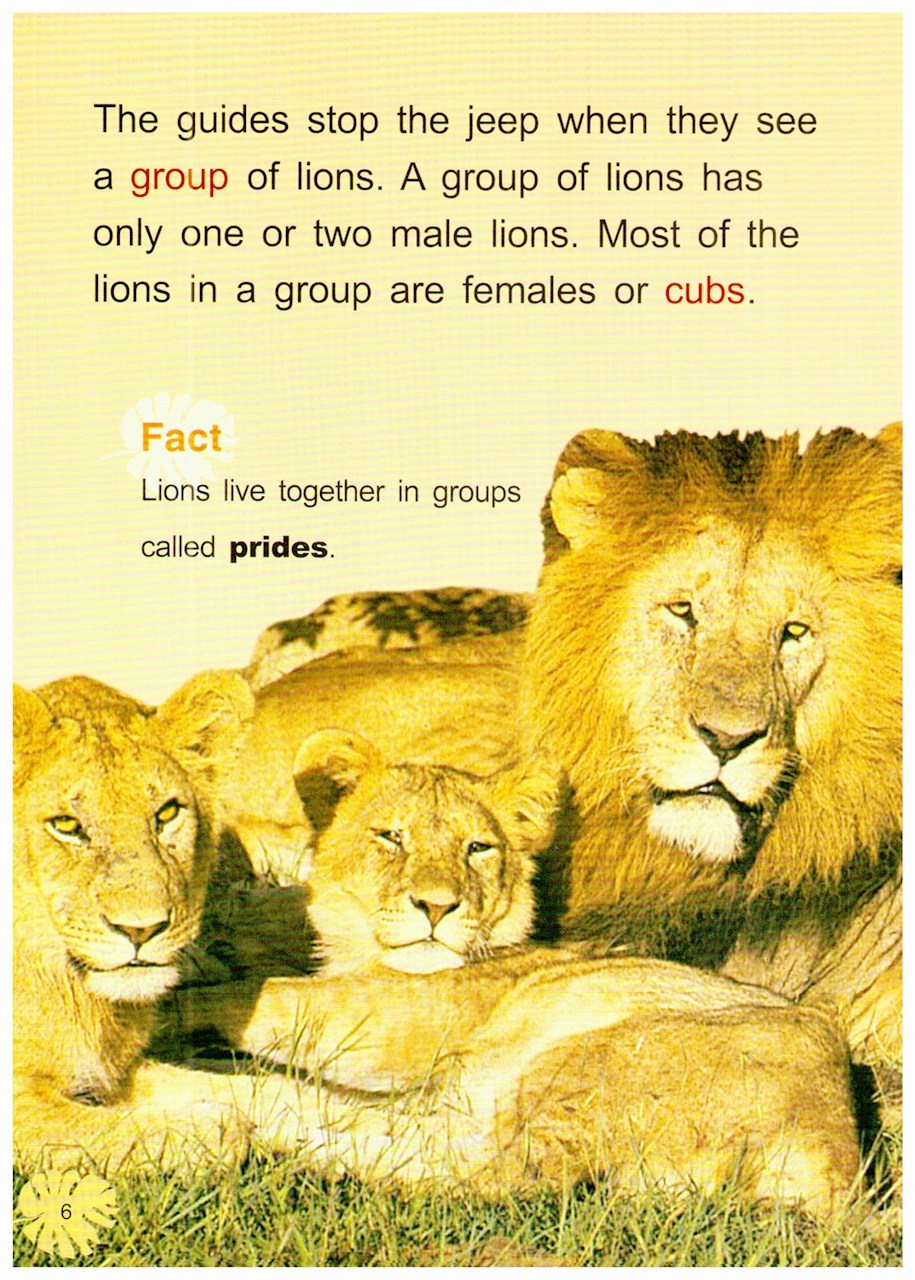 The guides stop the jeep when they see
a group of lions. A group of lions has
only one or two male lions. Most of the
lions in a group are females or cubs.
Fact
Lions live together in groups
called prides.
6